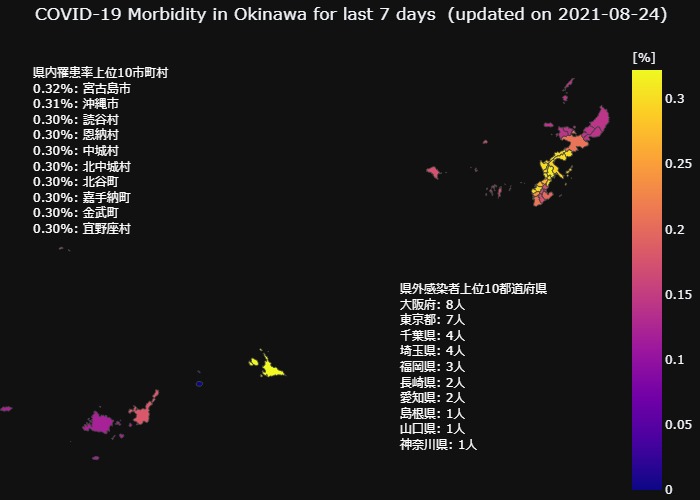 COVID-19 Morbidity in Okinawa for last 7 days  (updated on 2021-08-24)
県内罹患率上位10市町村
0.32%: 宮古島市
0.31%: 沖縄市
0.30%: 読谷村
0.30%: 恩納村
0.30%: 中城村
0.30%: 北中城村
0.30%: 北谷町
0.30%: 嘉手納町
0.30%: 金武町
0.30%: 宜野座村
県外感染者上位10都道府県
大阪府: 8人
東京都: 7人
千葉県: 4人
埼玉県: 4人
福岡県: 3人
長崎県: 2人
愛知県: 2人
島根県: 1人
山口県: 1人
神奈川県: 1人
[%]
0.3
0.25
0.2
0.15
0.1
0.05
0